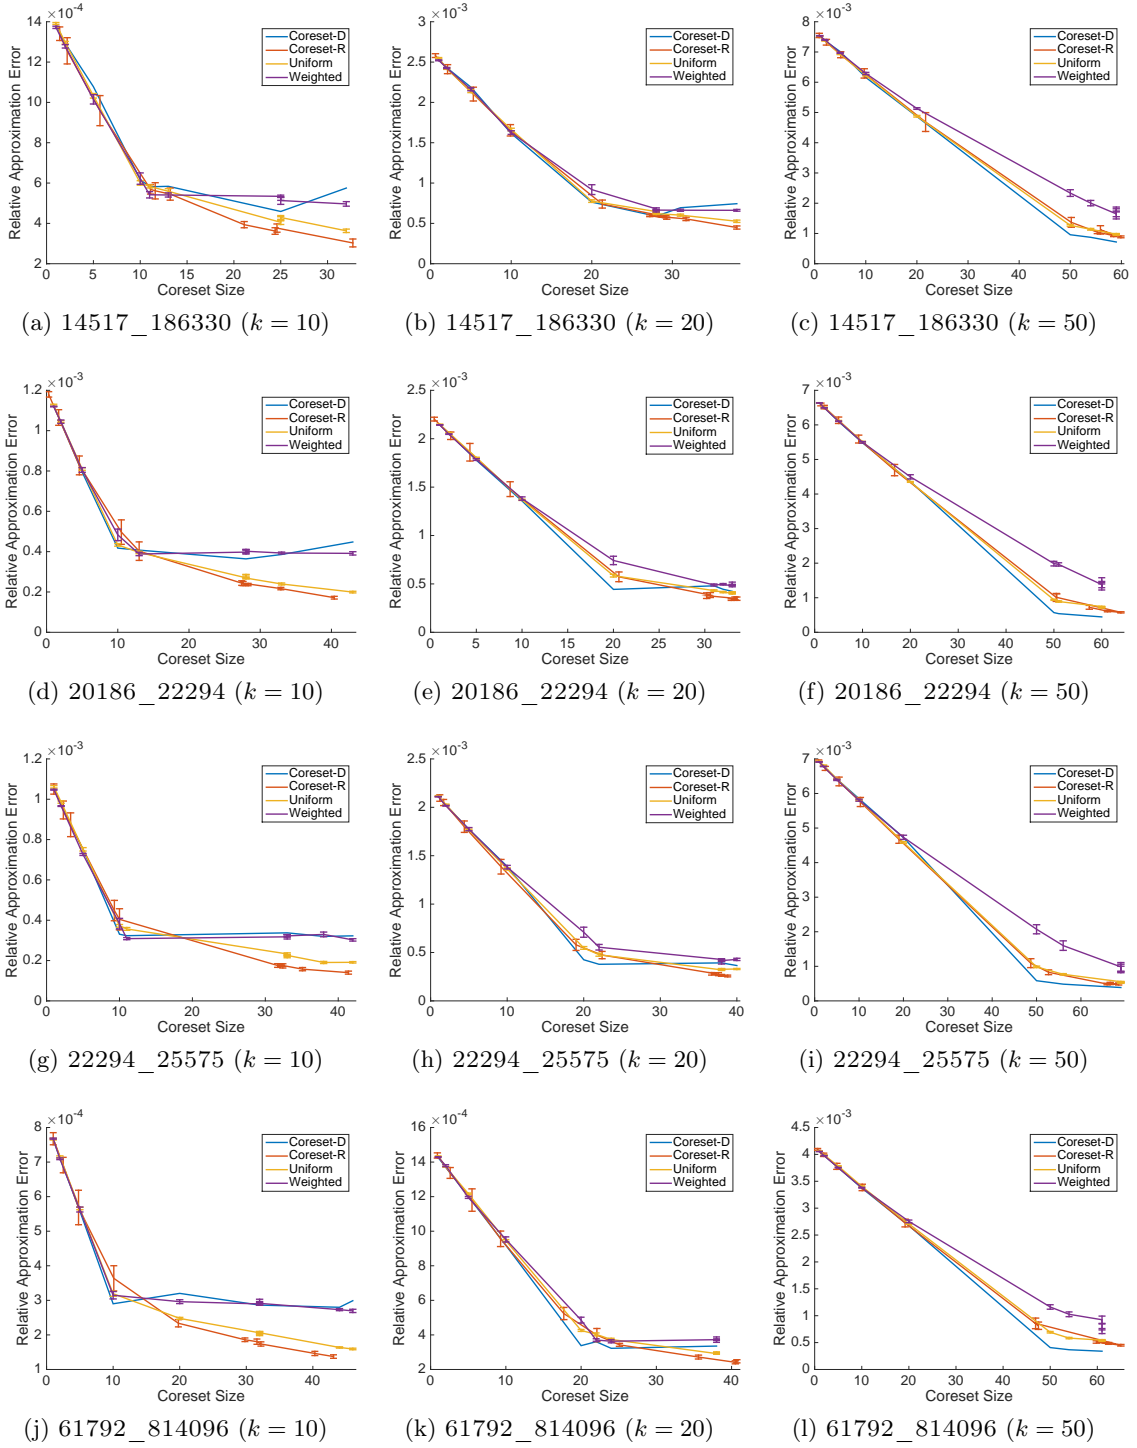 ×10⁻⁴
14
12
10
8
6
4
2
0 5 10 15 20 25 30
Relative Approximation Error
Coreset Size
Coreset-D
Coreset-R
Uniform
Weighted
(a) 14517_186330 (k = 10)
×10⁻³
3
2.5
2
1.5
1
0.5
0
0 10 20 30
Relative Approximation Error
Coreset Size
Coreset-D
Coreset-R
Uniform
Weighted
(b) 14517_186330 (k = 20)
×10⁻³
8
7
6
5
4
3
2
1
0
0 10 20 30 40 50 60
Relative Approximation Error
Coreset Size
Coreset-D
Coreset-R
Uniform
Weighted
(c) 14517_186330 (k = 50)
×10⁻³
1.2
1
0.8
0.6
0.4
0.2
0
0 10 20 30 40
Relative Approximation Error
Coreset Size
Coreset-D
Coreset-R
Uniform
Weighted
(d) 20186_22294 (k = 10)
×10⁻³
2.5
2
1.5
1
0.5
0
0 5 10 15 20 25 30
Relative Approximation Error
Coreset Size
Coreset-D
Coreset-R
Uniform
Weighted
(e) 20186_22294 (k = 20)
×10⁻³
7
6
5
4
3
2
1
0
0 10 20 30 40 50 60
Relative Approximation Error
Coreset Size
Coreset-D
Coreset-R
Uniform
Weighted
(f) 20186_22294 (k = 50)
×10⁻³
1.2
1
0.8
0.6
0.4
0.2
0
0 10 20 30 40
Relative Approximation Error
Coreset Size
Coreset-D
Coreset-R
Uniform
Weighted
(g) 22294_25575 (k = 10)
×10⁻³
2.5
2
1.5
1
0.5
0
0 10 20 30 40
Relative Approximation Error
Coreset Size
Coreset-D
Coreset-R
Uniform
Weighted
(h) 22294_25575 (k = 20)
×10⁻³
7
6
5
4
3
2
1
0
0 10 20 30 40 50 60
Relative Approximation Error
Coreset Size
Coreset-D
Coreset-R
Uniform
Weighted
(i) 22294_25575 (k = 50)
×10⁻⁴
8
7
6
5
4
3
2
1
0 10 20 30 40
Relative Approximation Error
Coreset Size
Coreset-D
Coreset-R
Uniform
Weighted
(j) 61792_814096 (k = 10)
×10⁻⁴
16
14
12
10
8
6
4
2
0 10 20 30 40
Relative Approximation Error
Coreset Size
Coreset-D
Coreset-R
Uniform
Weighted
(k) 61792_814096 (k = 20)
×10⁻³
4.5
4
3.5
3
2.5
2
1.5
1
0.5
0
0 10 20 30 40 50 60
Relative Approximation Error
Coreset Size
Coreset-D
Coreset-R
Uniform
Weighted
(l) 61792_814096 (k = 50)